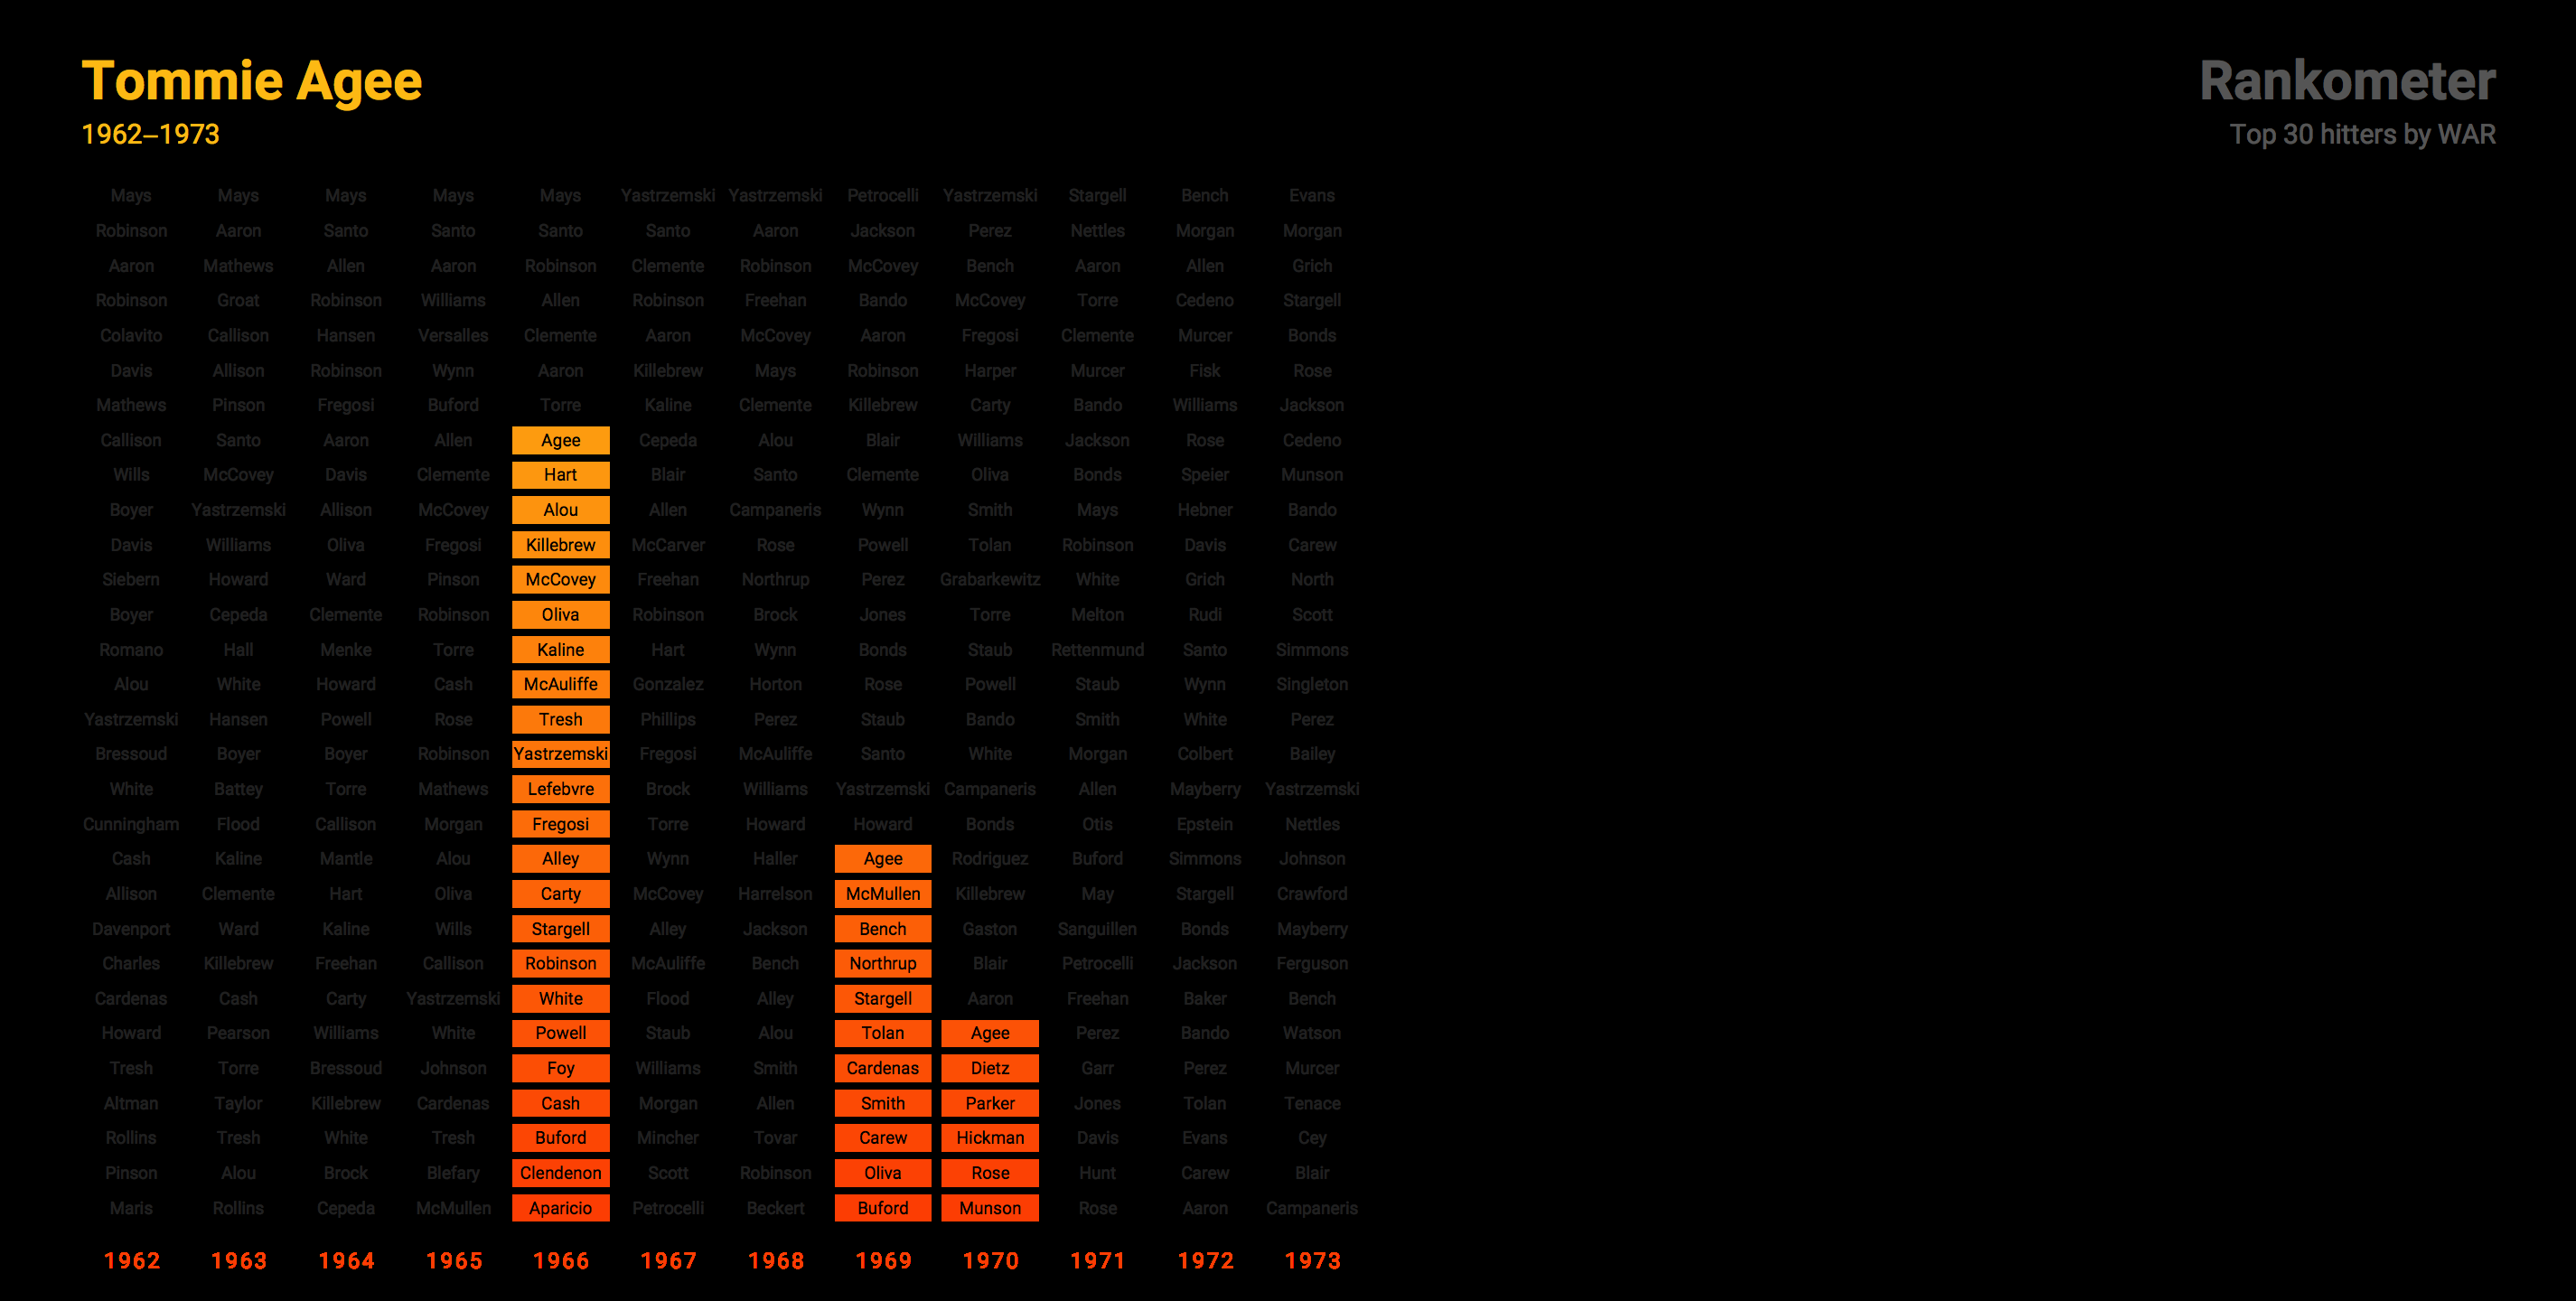 Tommie Agee
1962–1973
Rankometer
Top 30 hitters by WAR
Mays Mays Mays Mays Mays Yastrzemski Yastrzemski Petrocelli Yastrzemski Stargell Bench Evans
Robinson Aaron Santo Santo Santo Santo Aaron Jackson Perez Nettles Morgan Morgan
Aaron Mathews Allen Aaron Robinson Clemente Robinson McCovey Bench Aaron Allen Grich
Robinson Groat Robinson Williams Allen Robinson Freehan Bando McCovey Torre Cedeno Stargell
Colavito Callison Hansen Versalles Clemente Aaron McCovey Aaron Fregosi Clemente Murcer Bonds
Davis Allison Robinson Wynn Aaron Killebrew Mays Robinson Harper Murcer Fisk Rose
Mathews Pinson Fregosi Buford Torre Kaline Clemente Killebrew Carty Bando Williams Jackson
Callison Santo Aaron Allen Agee Cepeda Alou Blair Williams Jackson Rose Cedeno
Wills McCovey Davis Clemente Hart Blair Santo Clemente Oliva Bonds Speier Munson
Boyer Yastrzemski Allison McCovey Alou Allen Campaneris Wynn Smith Mays Hebner Bando
Davis Williams Oliva Fregosi Killebrew McCarver Rose Powell Tolan Robinson Davis Carew
Siebern Howard Ward Pinson McCovey Freehan Northrup Perez Grabarkewitz White Grich North
Boyer Cepeda Clemente Robinson Oliva Robinson Brock Jones Torre Melton Rudi Scott
Romano Hall Menke Torre Kaline Hart Wynn Bonds Staub Rettenmund Santo Simmons
Alou White Howard Cash McAuliffe Gonzalez Horton Rose Powell Staub Wynn Singleton
Yastrzemski Hansen Powell Rose Tresh Phillips Perez Staub Bando Smith White Perez
Bressoud Boyer Boyer Robinson Yastrzemski Fregosi McAuliffe Santo White Morgan Colbert Bailey
White Battey Torre Mathews Lefebvre Brock Williams Yastrzemski Campaneris Allen Mayberry Yastrzemski
Cunningham Flood Callison Morgan Fregosi Torre Howard Howard Bonds Otis Epstein Nettles
Cash Kaline Mantle Alou Alley Wynn Haller Agee Rodriguez Buford Simmons Johnson
Allison Clemente Hart Oliva Carty McCovey Harrelson McMullen Killebrew May Stargell Crawford
Davenport Ward Kaline Wills Stargell Alley Jackson Bench Gaston Sanguillen Bonds Mayberry
Charles Killebrew Freehan Callison Robinson McAuliffe Bench Northrup Blair Petrocelli Jackson Ferguson
Cardenas Cash Carty Yastrzemski White Flood Alley Stargell Aaron Freehan Baker Bench
Howard Pearson Williams White Powell Staub Alou Tolan Agee Perez Bando Watson
Tresh Torre Bressoud Johnson Foy Williams Smith Cardenas Dietz Garr Perez Murcer
Altman Taylor Killebrew Cardenas Cash Morgan Allen Smith Parker Jones Tolan Tenace
Rollins Tresh White Tresh Buford Mincher Tovar Carew Hickman Davis Evans Cey
Pinson Alou Brock Blefary Clendenon Scott Robinson Oliva Rose Hunt Carew Blair
Maris Rollins Cepeda McMullen Aparicio Petrocelli Beckert Buford Munson Rose Aaron Campaneris
1962 1963 1964 1965 1966 1967 1968 1969 1970 1971 1972 1973